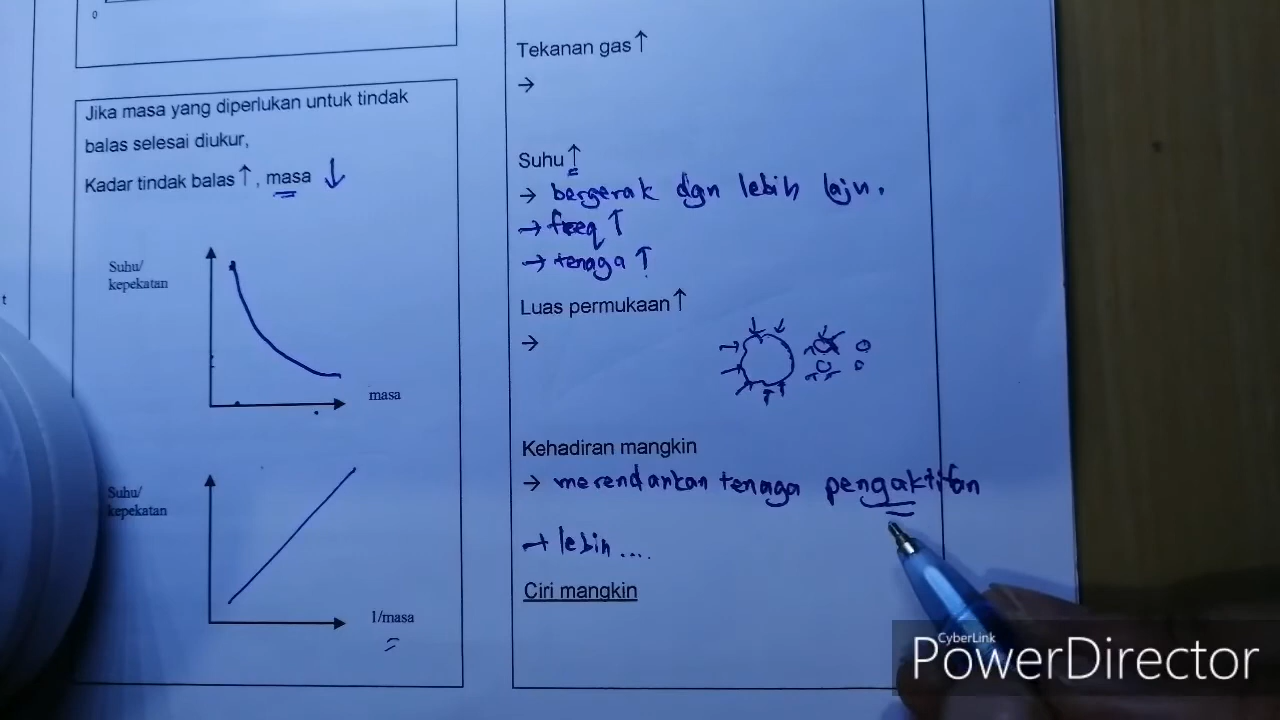 0
Jika masa yang diperlukan untuk tindak
balas selesai diukur,
Kadar tindak balas ↑, masa ↓
Suhu/
kepekatan
masa
Suhu/
kepekatan
1/masa
t
Tekanan gas ↑
→
Suhu ↑
→ bergerak dgn lebih laju.
→ freq ↑
→ tenaga ↑
Luas permukaan ↑
→
Kehadiran mangkin
→ merendahkan tenaga pengaktifan
→ lebih ....
Ciri mangkin
CyberLink
PowerDirector